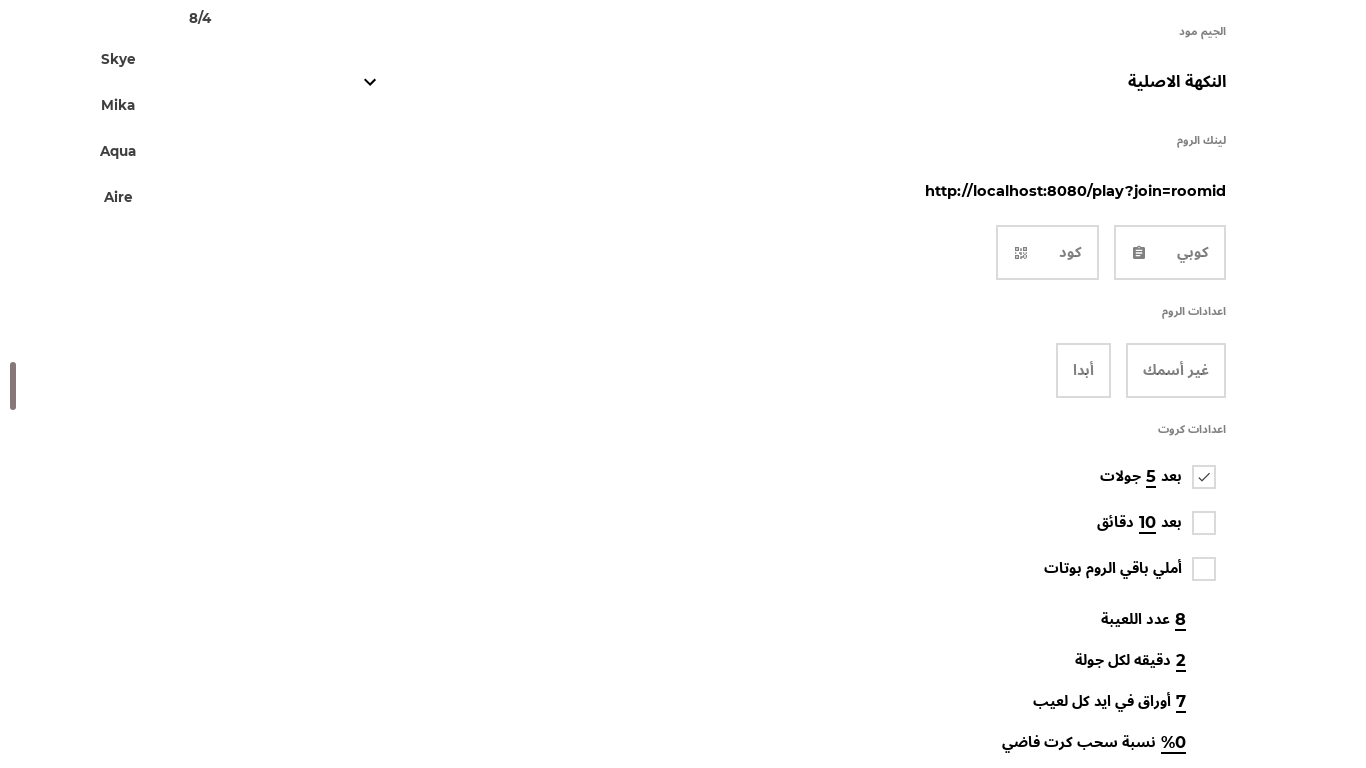 8/4
Skye
Mika
Aqua
Aire
الجيم مود
النكهة الاصلية
لينك الروم
http://localhost:8080/play?join=roomid
كوبي
كود
اعدادات الروم
غير أسمك
أبدا
اعدادات كروت
بعد 5 جولات
بعد 10 دقائق
أملي باقي الروم بوتات
8 عدد اللعيبة
2 دقيقه لكل جولة
7 أوراق في ايد كل لعيب
0% نسبة سحب كرت فاضي